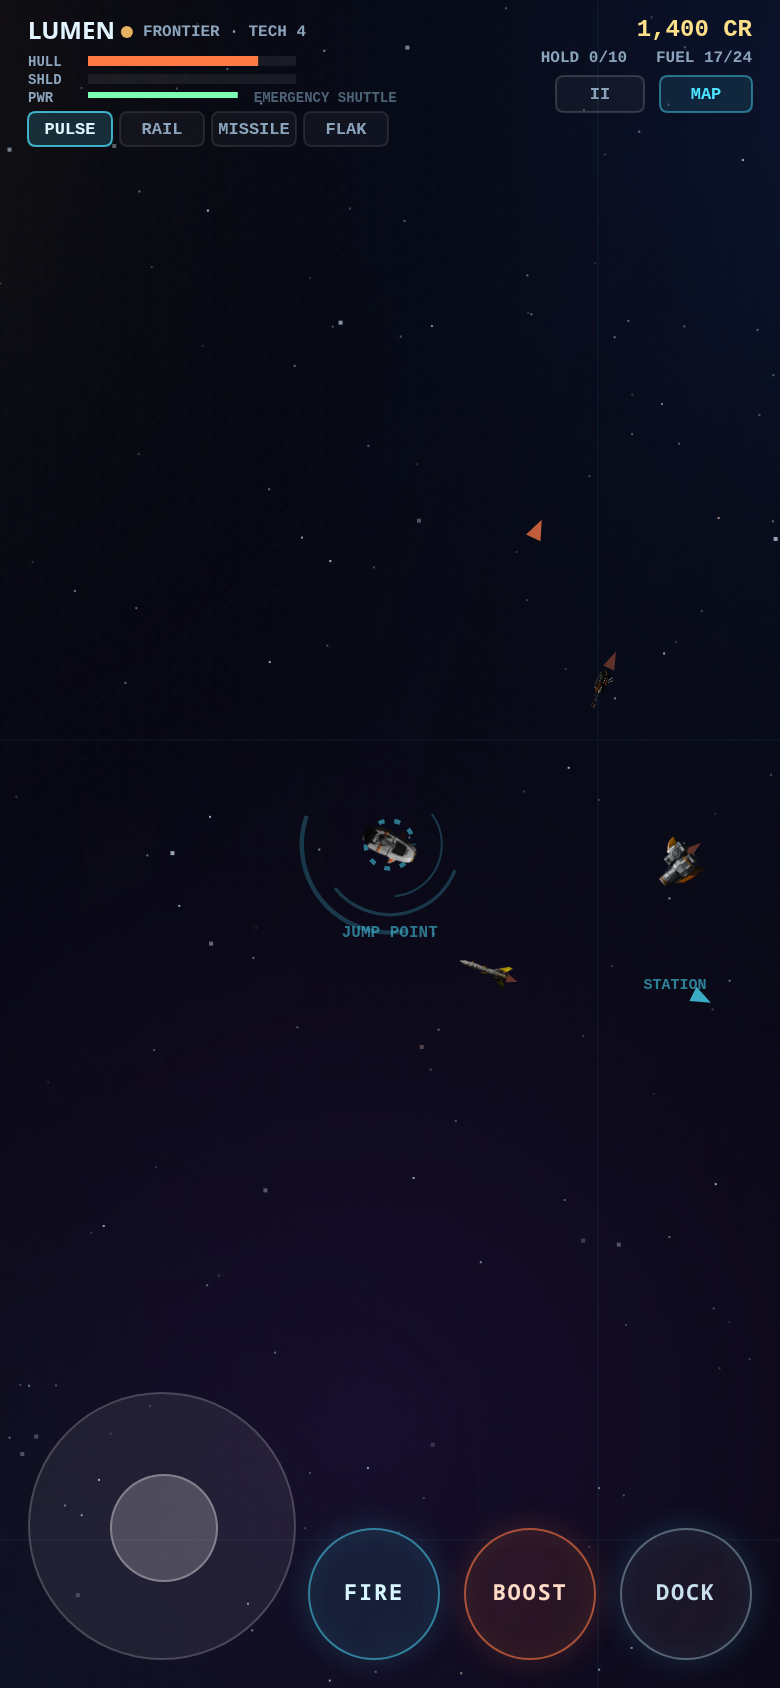 LUMEN FRONTIER · TECH 4
1,400 CR
HULL
HOLD 0/10 FUEL 17/24
SHLD
PWR EMERGENCY SHUTTLE
II MAP
PULSE RAIL MISSILE FLAK
JUMP POINT
STATION
FIRE BOOST DOCK